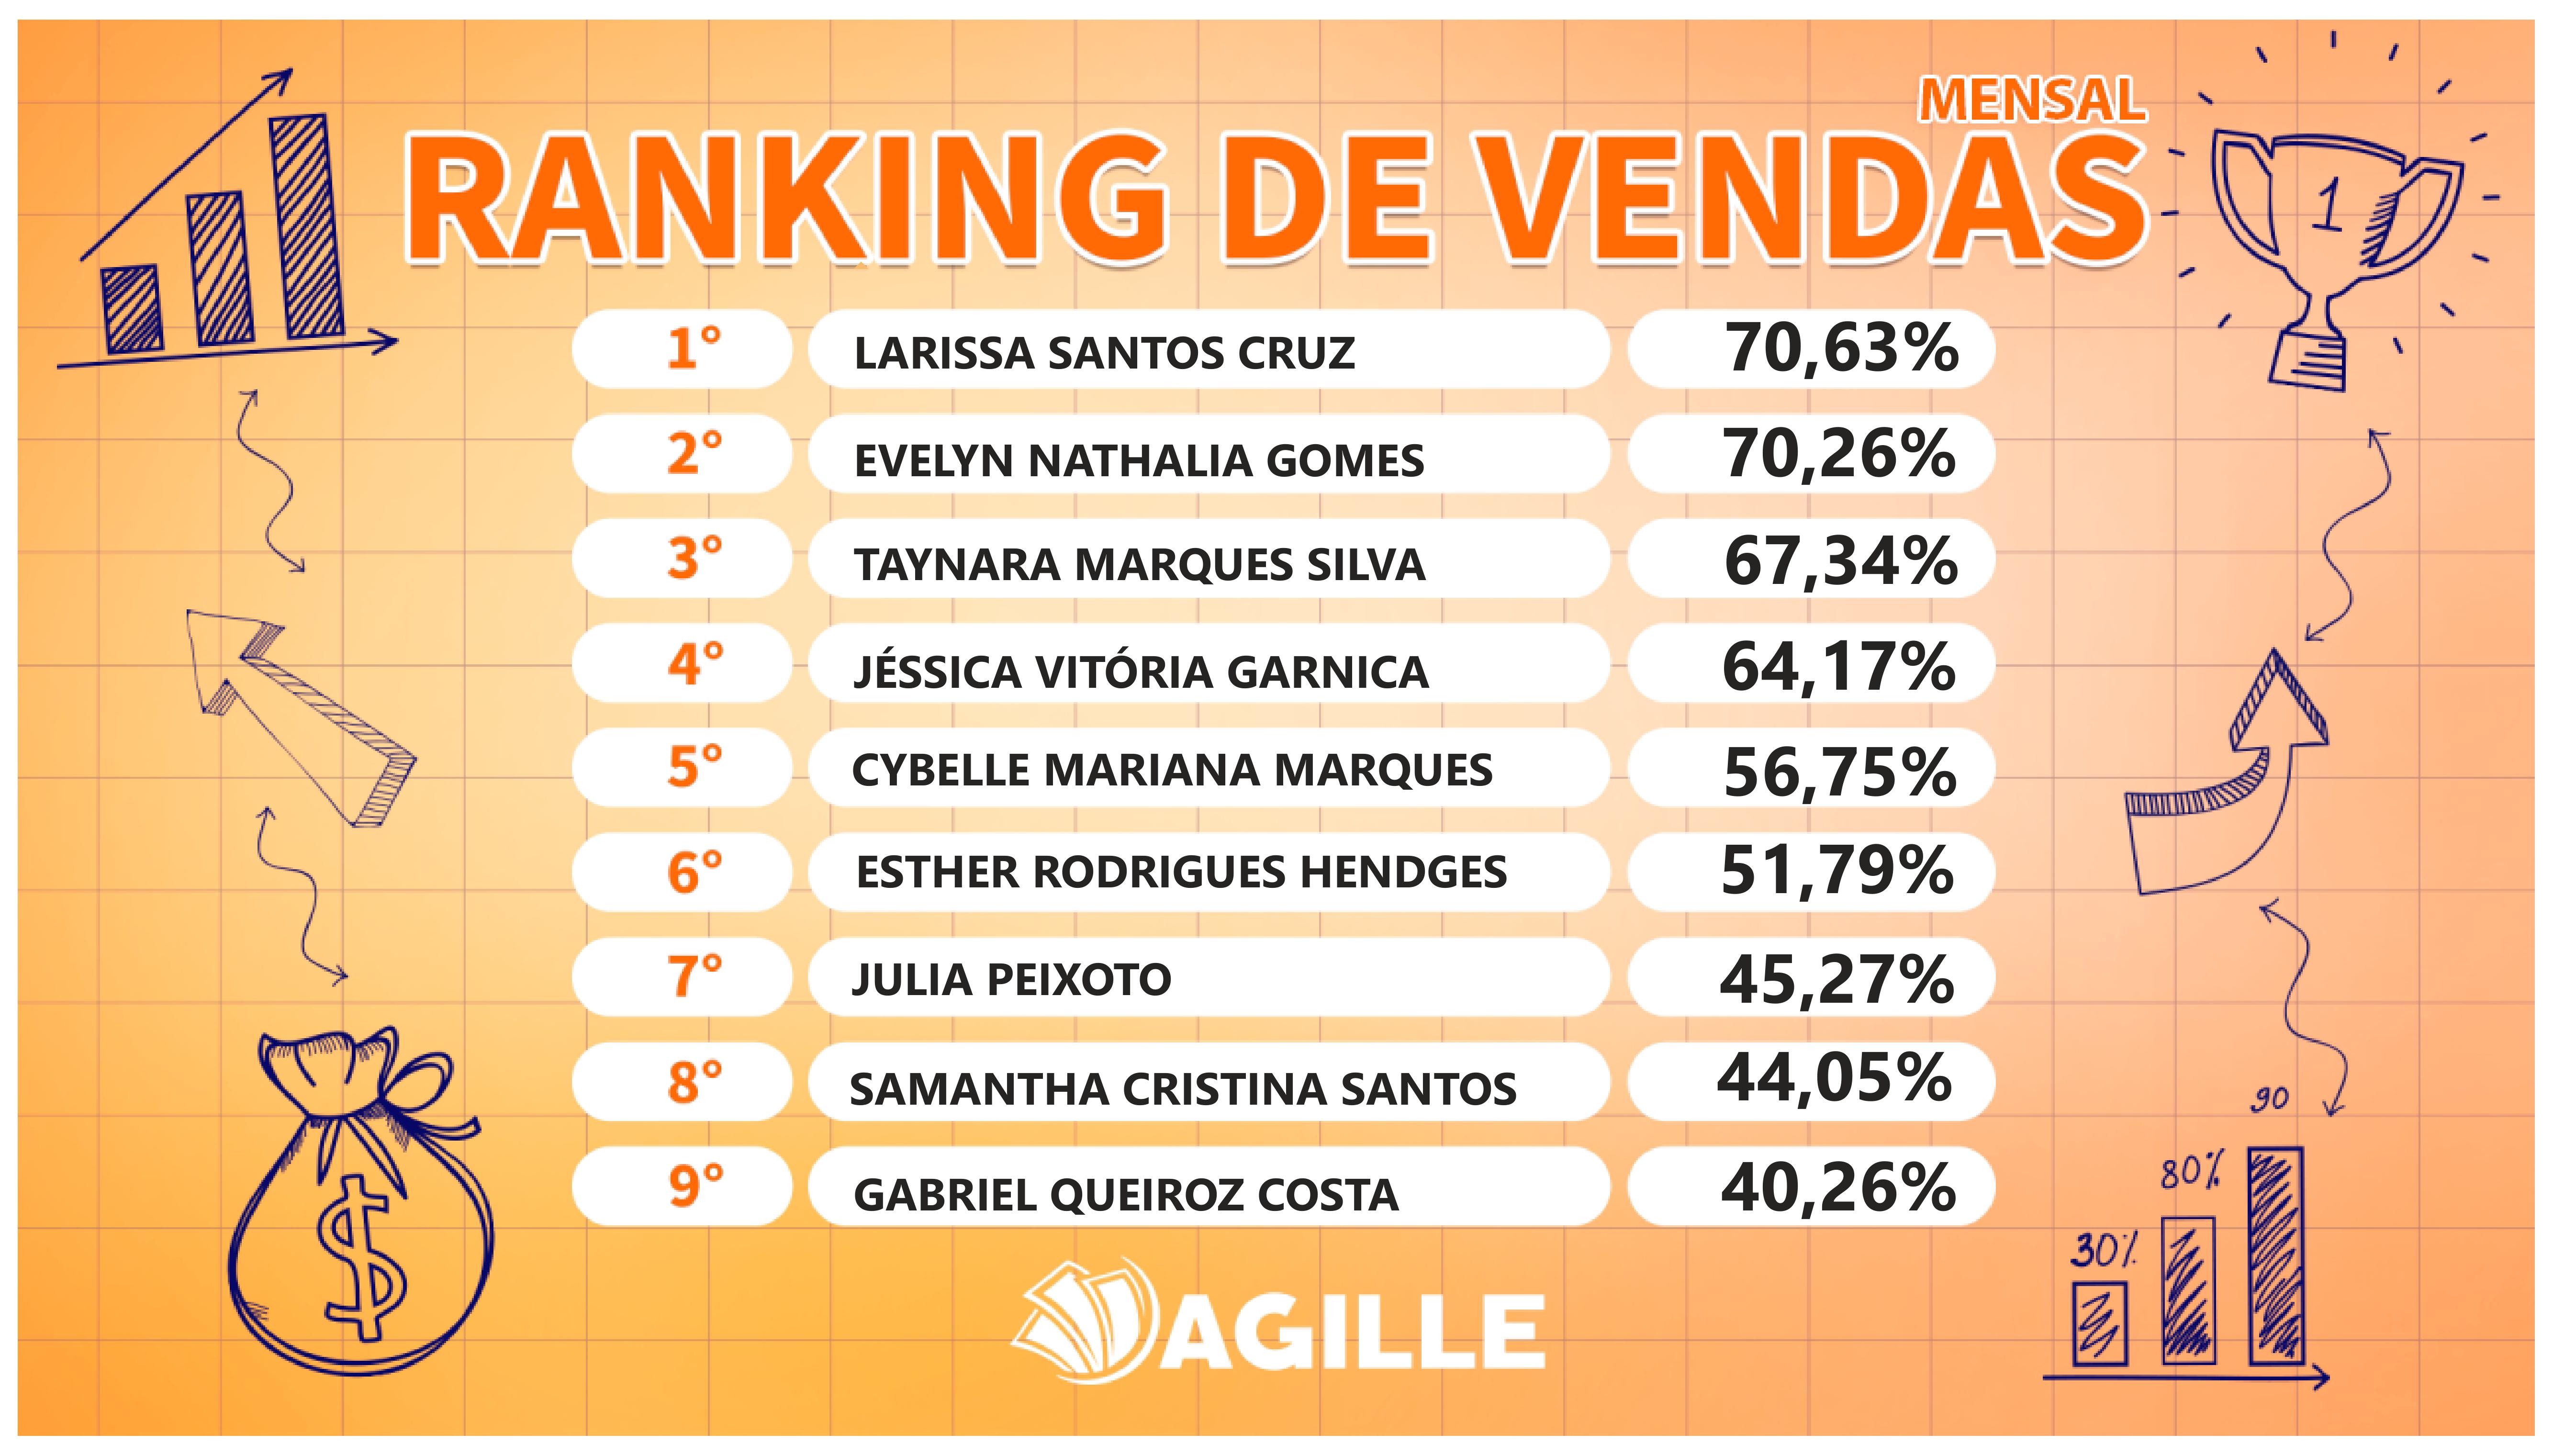 MENSAL
RANKING DE VENDAS
1
1° LARISSA SANTOS CRUZ 70,63%
2° EVELYN NATHALIA GOMES 70,26%
3° TAYNARA MARQUES SILVA 67,34%
4° JÉSSICA VITÓRIA GARNICA 64,17%
5° CYBELLE MARIANA MARQUES 56,75%
6° ESTHER RODRIGUES HENDGES 51,79%
7° JULIA PEIXOTO 45,27%
8° SAMANTHA CRISTINA SANTOS 44,05%
9° GABRIEL QUEIROZ COSTA 40,26%
90
80%
30%
$
AGILLE